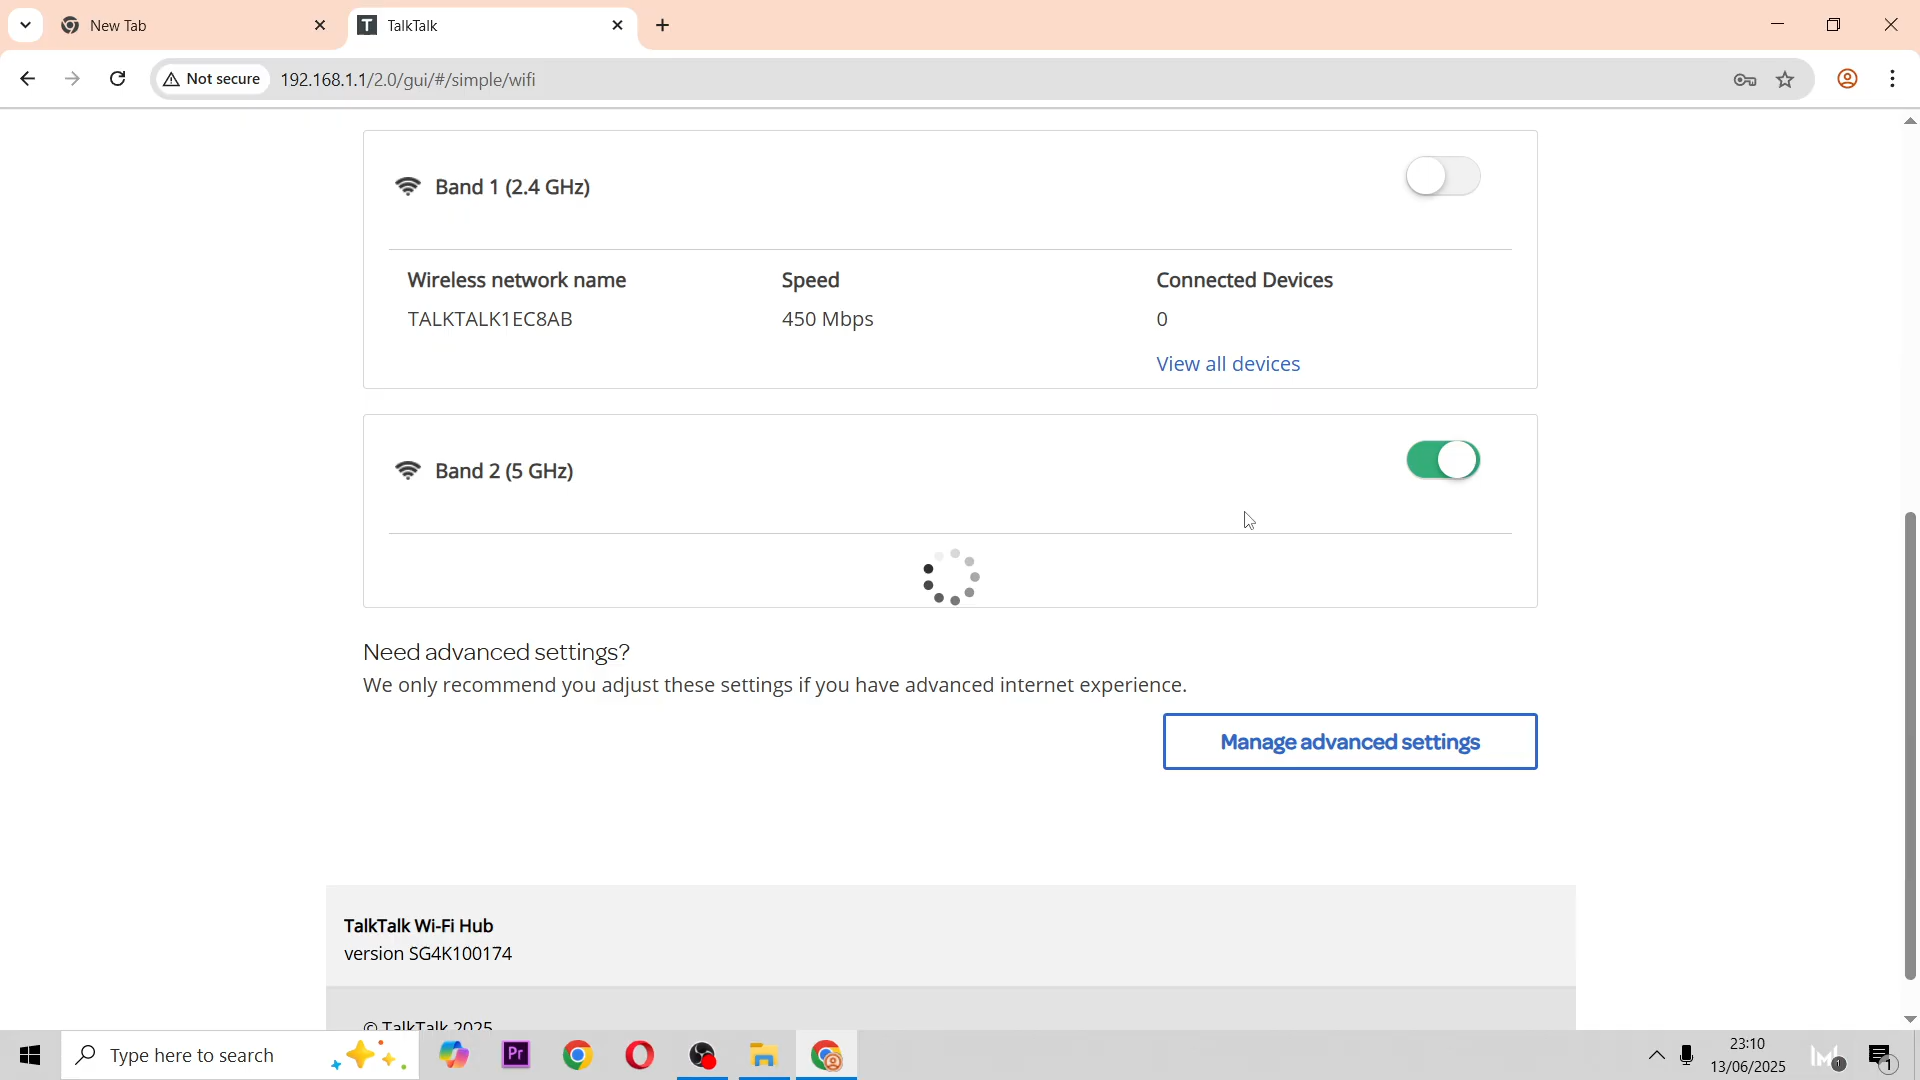 New Tab
TalkTalk
Not secure
192.168.1.1/2.0/gui/#/simple/wifi
Band 1 (2.4 GHz)
Wireless network name
Speed
Connected Devices
TALKTALK1EC8AB
450 Mbps
0
View all devices
Band 2 (5 GHz)
Need advanced settings?
We only recommend you adjust these settings if you have advanced internet experience.
Manage advanced settings
TalkTalk Wi-Fi Hub
version SG4K100174
© TalkTalk 2025
Type here to search
Pr
23:10
13/06/2025
1
1